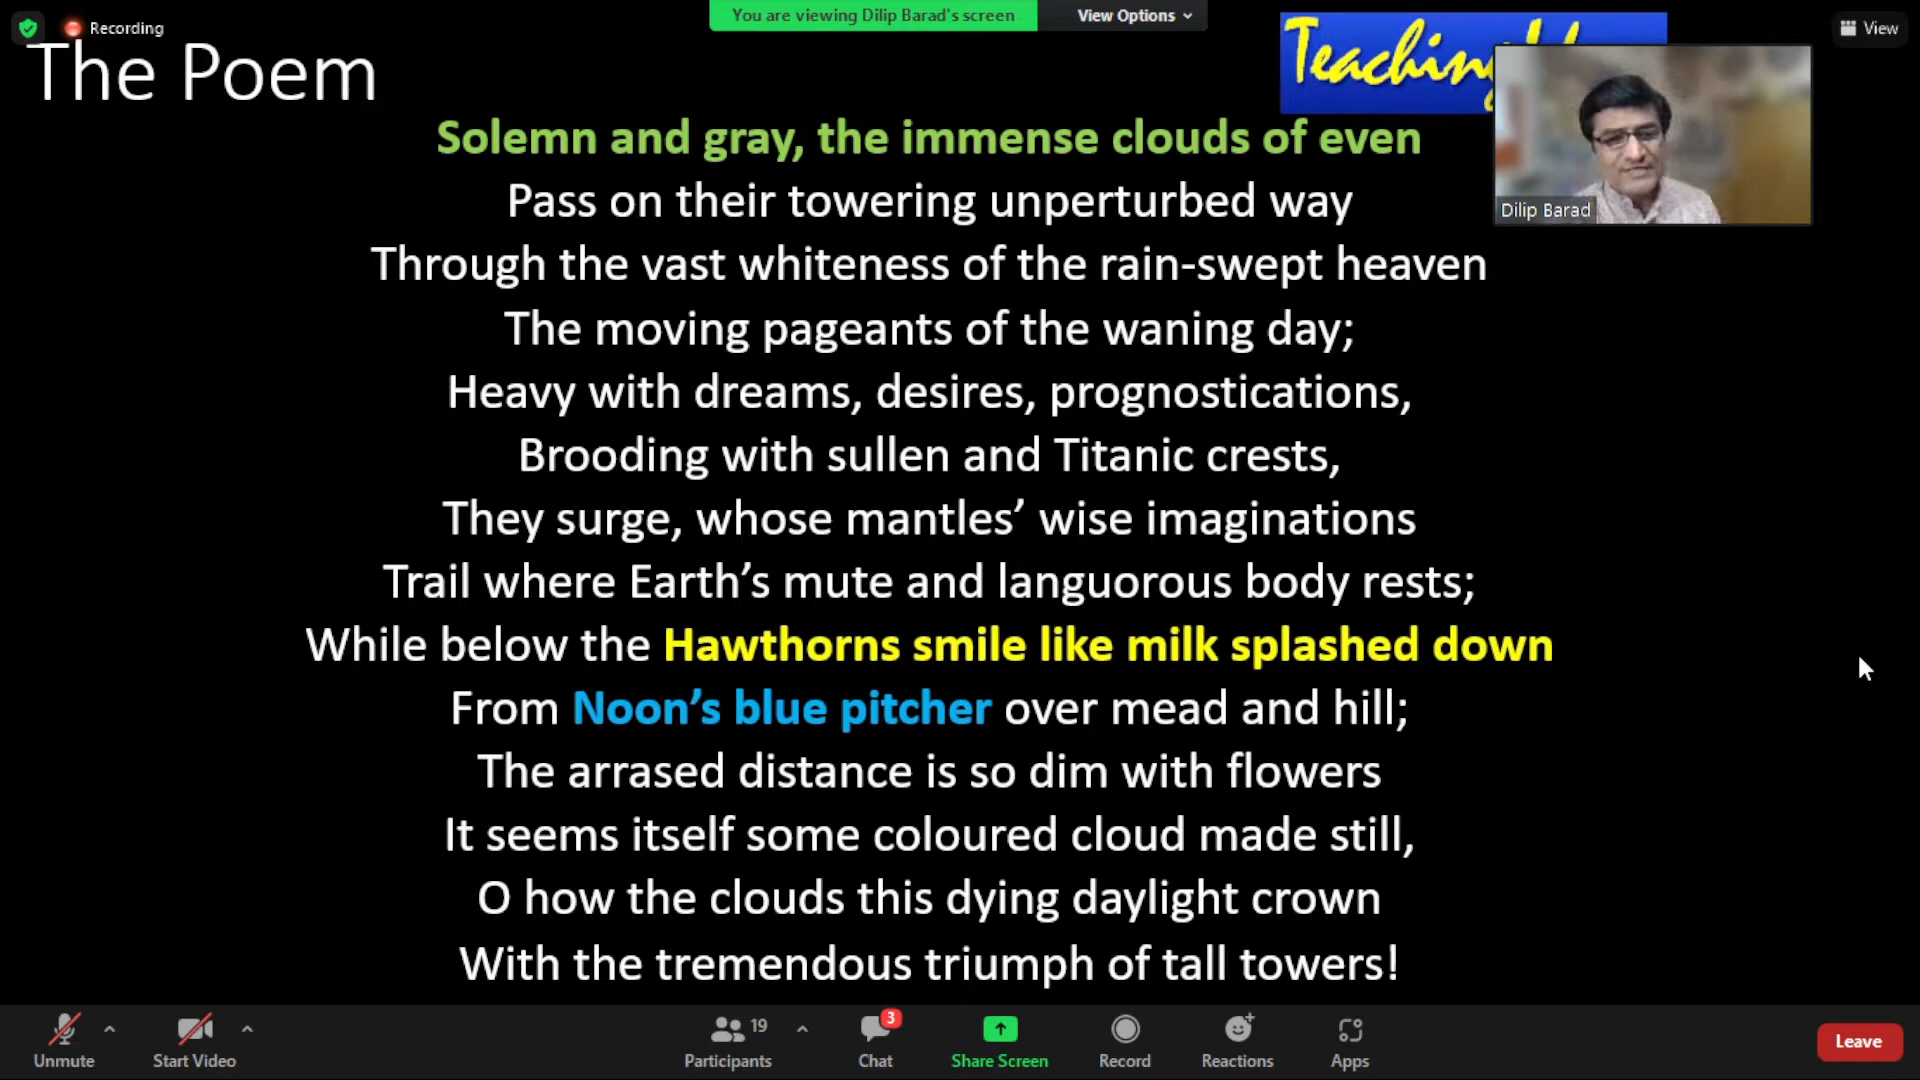 Recording
You are viewing Dilip Barad's screen
View Options
View
The Poem
Teaching
Dilip Barad
Solemn and gray, the immense clouds of even
Pass on their towering unperturbed way
Through the vast whiteness of the rain-swept heaven
The moving pageants of the waning day;
Heavy with dreams, desires, prognostications,
Brooding with sullen and Titanic crests,
They surge, whose mantles’ wise imaginations
Trail where Earth’s mute and languorous body rests;
While below the Hawthorns smile like milk splashed down
From Noon’s blue pitcher over mead and hill;
The arrased distance is so dim with flowers
It seems itself some coloured cloud made still,
O how the clouds this dying daylight crown
With the tremendous triumph of tall towers!
Unmute
Start Video
19
Participants
3
Chat
Share Screen
Record
Reactions
Apps
Leave